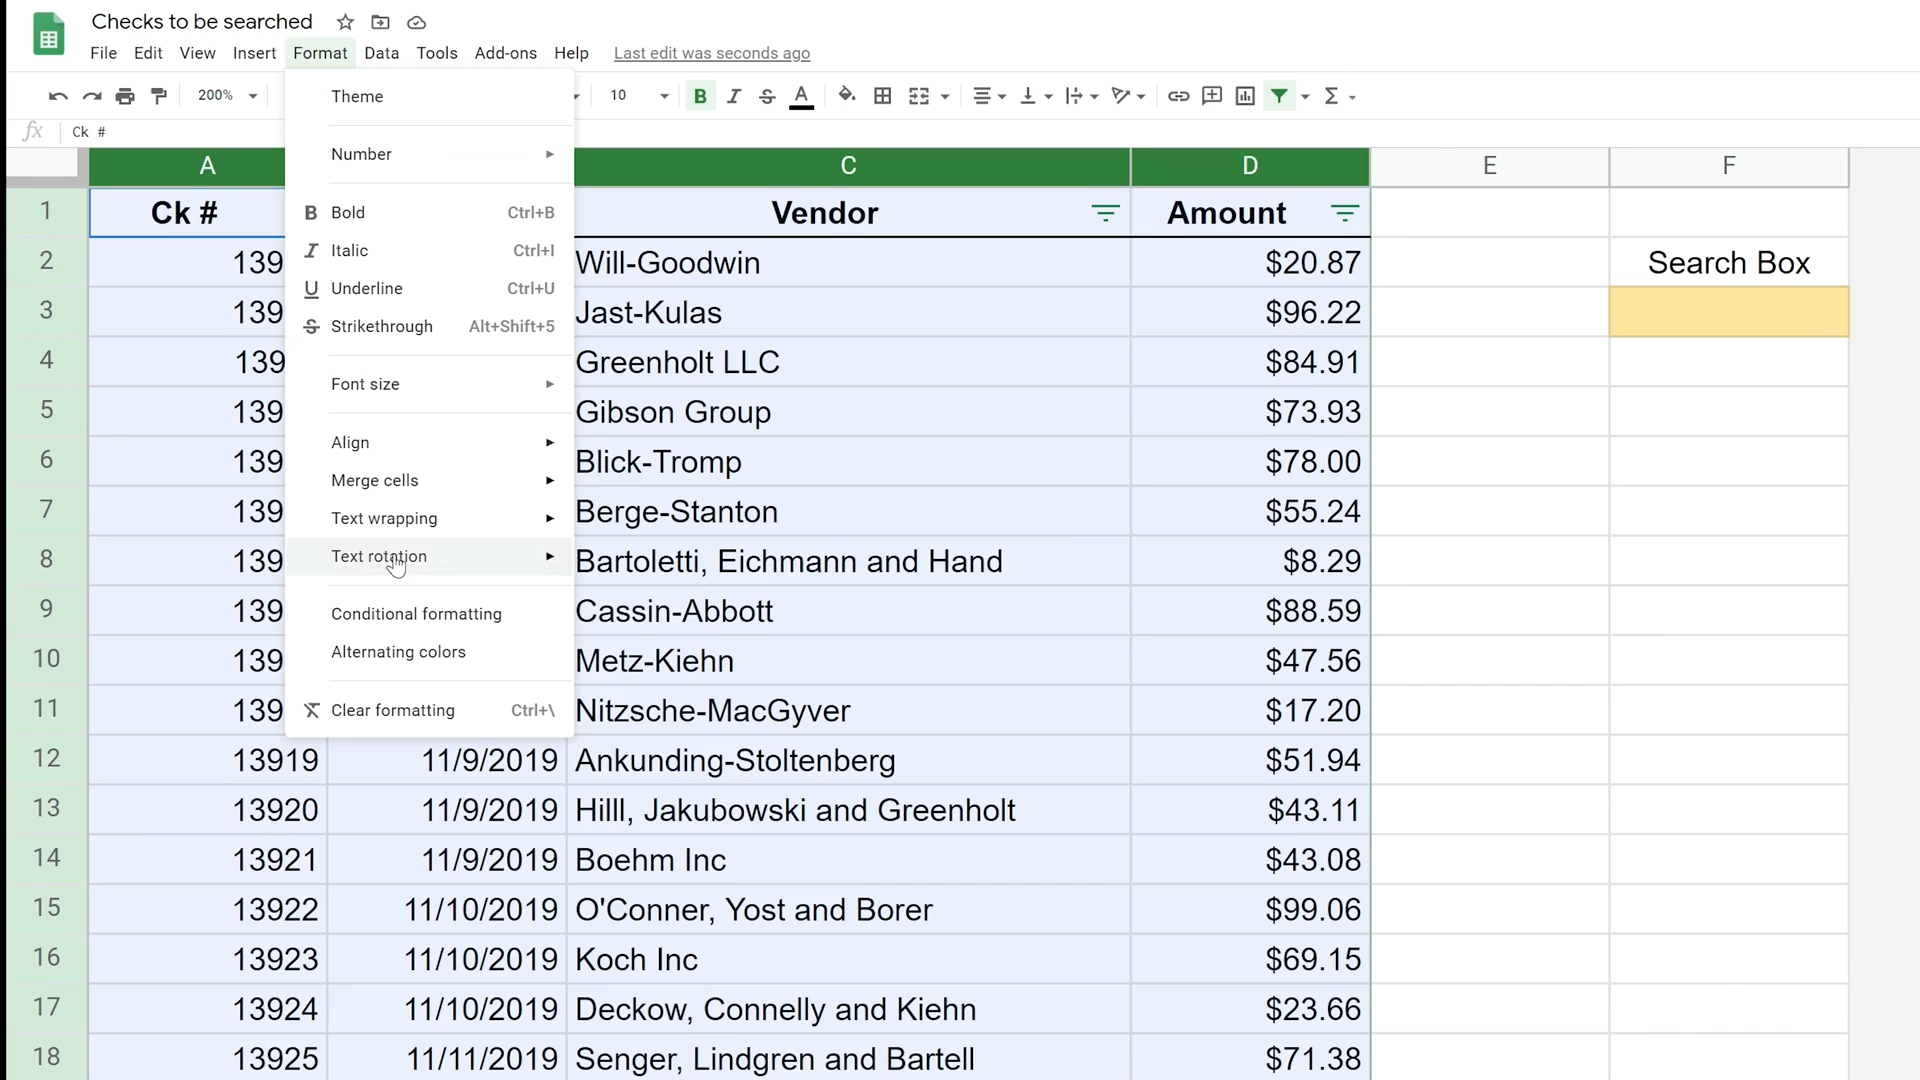 Checks to be searched
File Edit View Insert Format Data Tools Add-ons Help Last edit was seconds ago
200% 10 B I S A Σ
fx Ck #
Theme
Number
B Bold Ctrl+B
I Italic Ctrl+I
U Underline Ctrl+U
S Strikethrough Alt+Shift+5
Font size
Align
Merge cells
Text wrapping
Text rotation
Conditional formatting
Alternating colors
Clear formatting Ctrl+\
A C D E F
1 Ck # Vendor Amount
2 139 Will-Goodwin $20.87 Search Box
3 139 Jast-Kulas $96.22
4 139 Greenholt LLC $84.91
5 139 Gibson Group $73.93
6 139 Blick-Tromp $78.00
7 139 Berge-Stanton $55.24
8 139 Bartoletti, Eichmann and Hand $8.29
9 139 Cassin-Abbott $88.59
10 139 Metz-Kiehn $47.56
11 139 Nitzsche-MacGyver $17.20
12 13919 11/9/2019 Ankunding-Stoltenberg $51.94
13 13920 11/9/2019 Hilll, Jakubowski and Greenholt $43.11
14 13921 11/9/2019 Boehm Inc $43.08
15 13922 11/10/2019 O'Conner, Yost and Borer $99.06
16 13923 11/10/2019 Koch Inc $69.15
17 13924 11/10/2019 Deckow, Connelly and Kiehn $23.66
18 13925 11/11/2019 Senger, Lindgren and Bartell $71.38